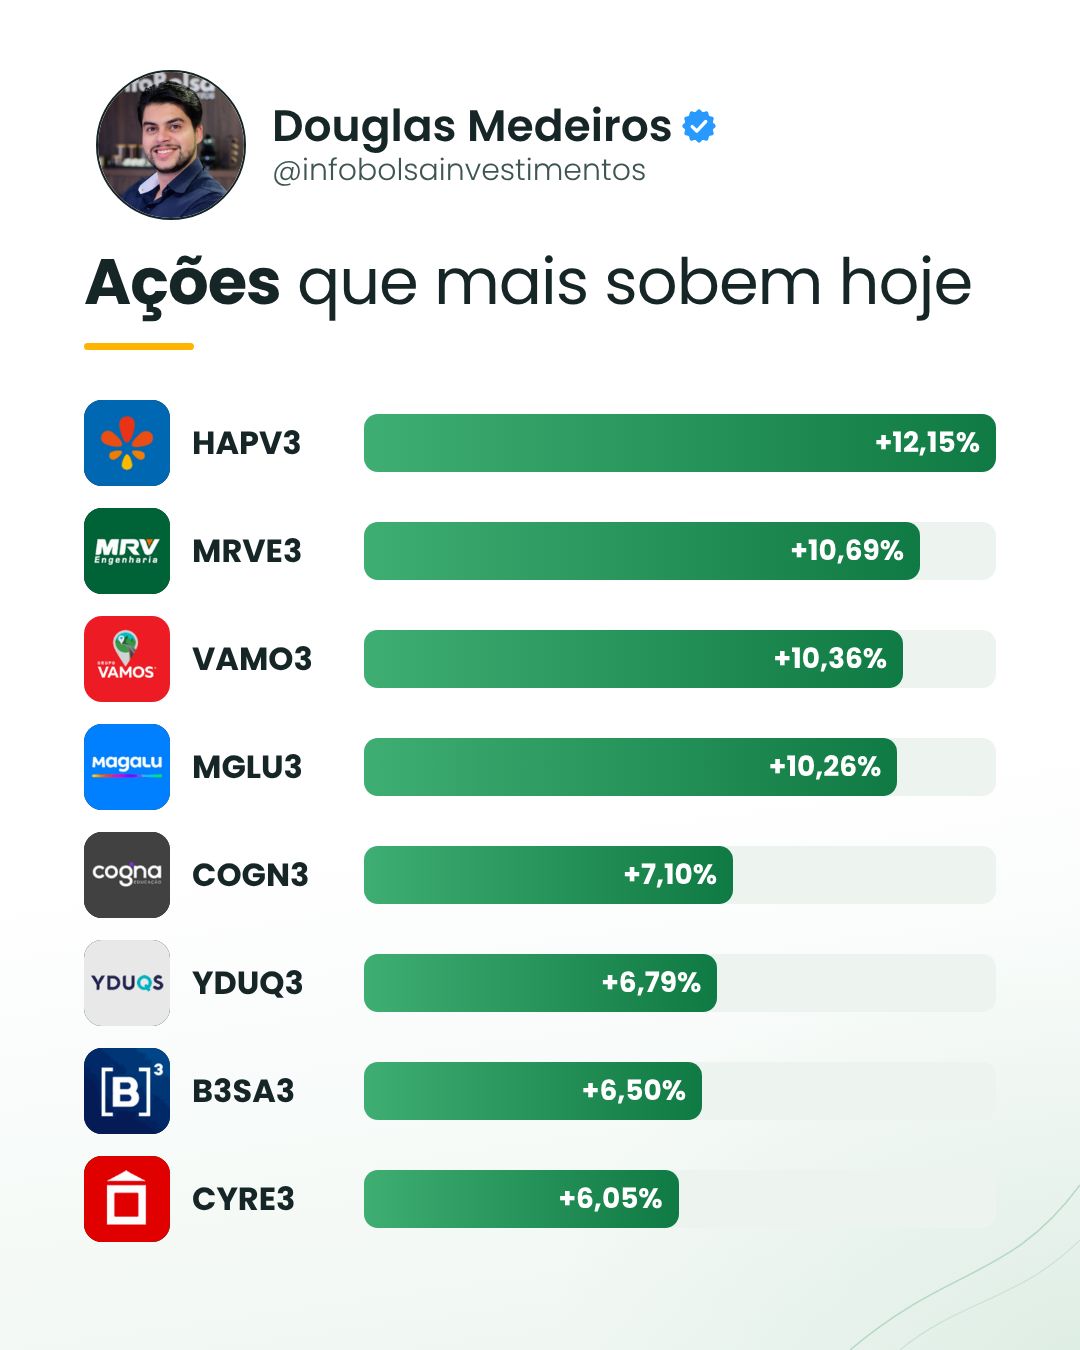 Douglas Medeiros
@infobolsainvestimentos
Ações que mais sobem hoje
HAPV3 +12,15%
MRV
Engenharia
MRVE3 +10,69%
GRUPO
VAMOS
VAMO3 +10,36%
Magalu
MGLU3 +10,26%
cogna
EDUCAÇÃO
COGN3 +7,10%
YDUQS
YDUQ3 +6,79%
[B]3
B3SA3 +6,50%
CYRE3 +6,05%